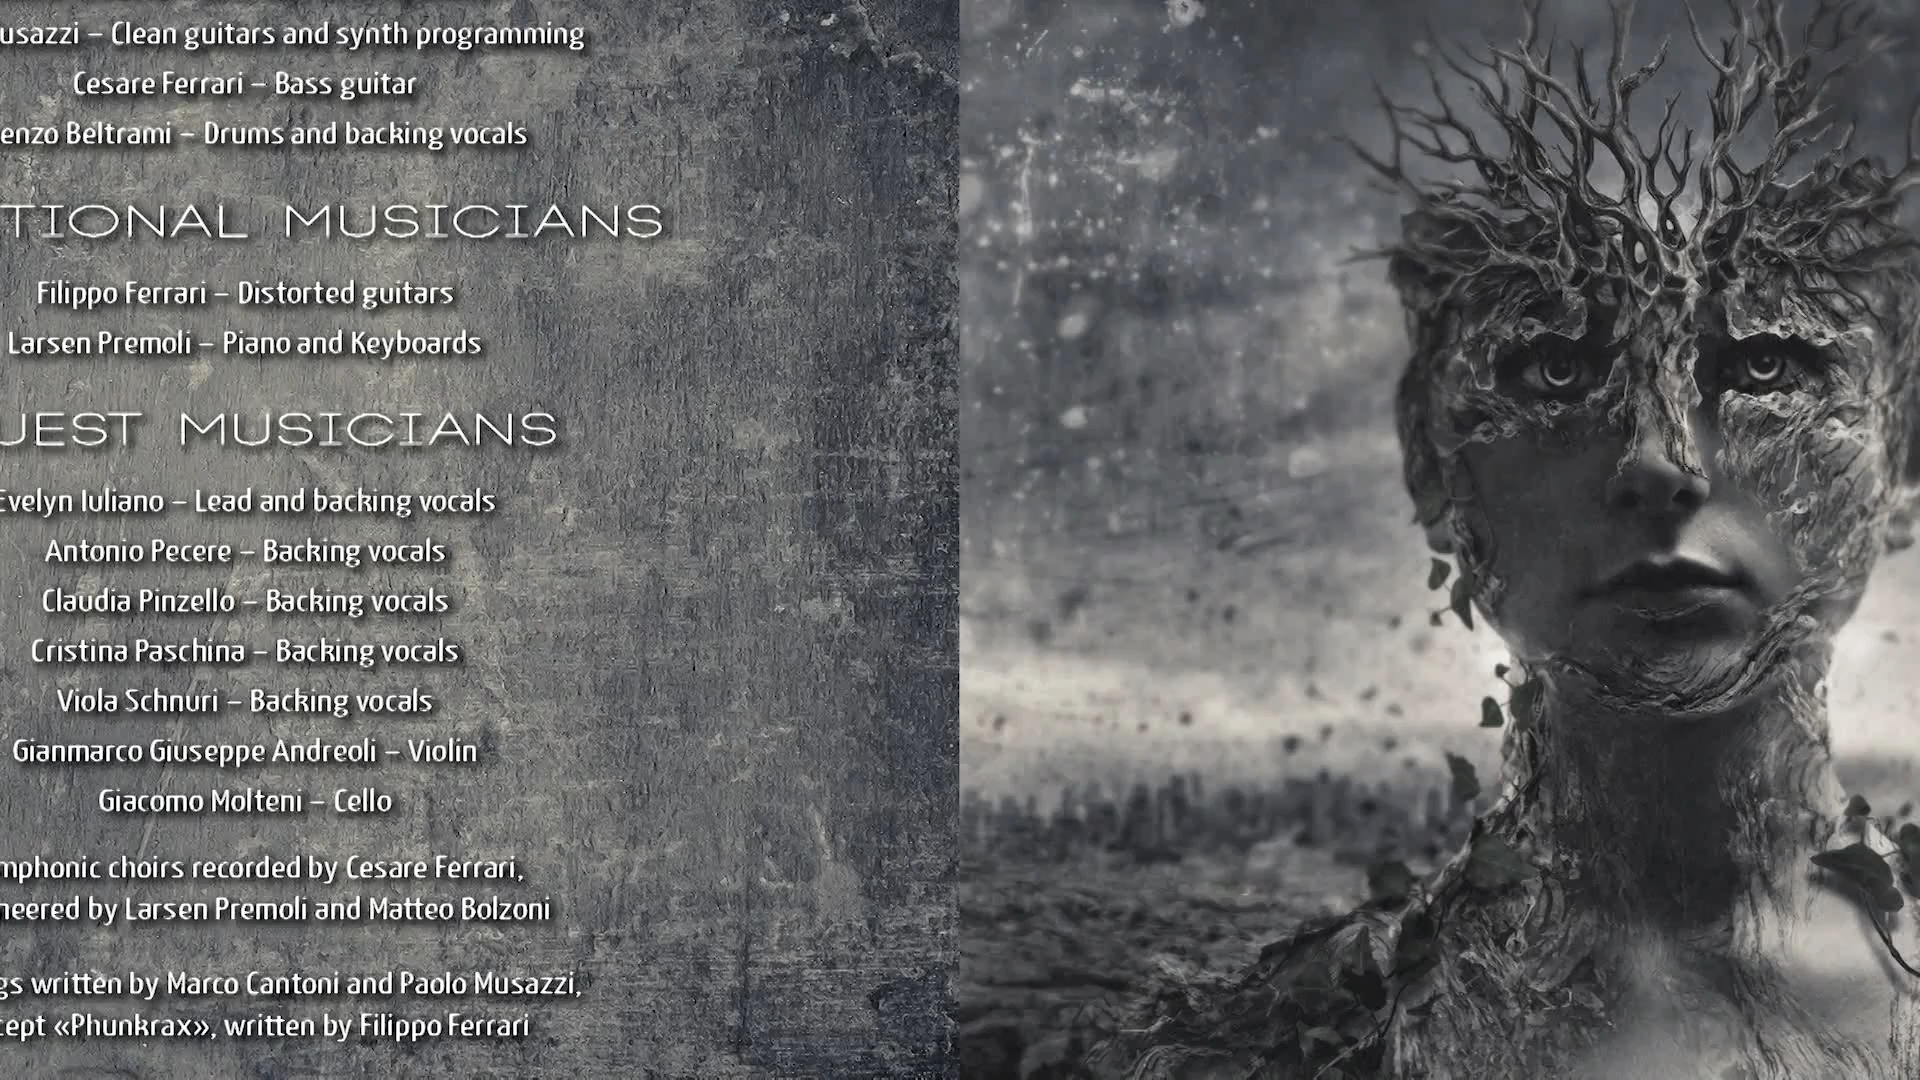 usazzi – Clean guitars and synth programming
Cesare Ferrari – Bass guitar
enzo Beltrami – Drums and backing vocals
TIONAL MUSICIANS
Filippo Ferrari – Distorted guitars
Larsen Premoli – Piano and Keyboards
UEST MUSICIANS
Evelyn Iuliano – Lead and backing vocals
Antonio Pecere – Backing vocals
Claudia Pinzello – Backing vocals
Cristina Paschina – Backing vocals
Viola Schnuri – Backing vocals
Gianmarco Giuseppe Andreoli – Violin
Giacomo Molteni – Cello
mphonic choirs recorded by Cesare Ferrari,
neered by Larsen Premoli and Matteo Bolzoni
gs written by Marco Cantoni and Paolo Musazzi,
cept «Phunkrax», written by Filippo Ferrari